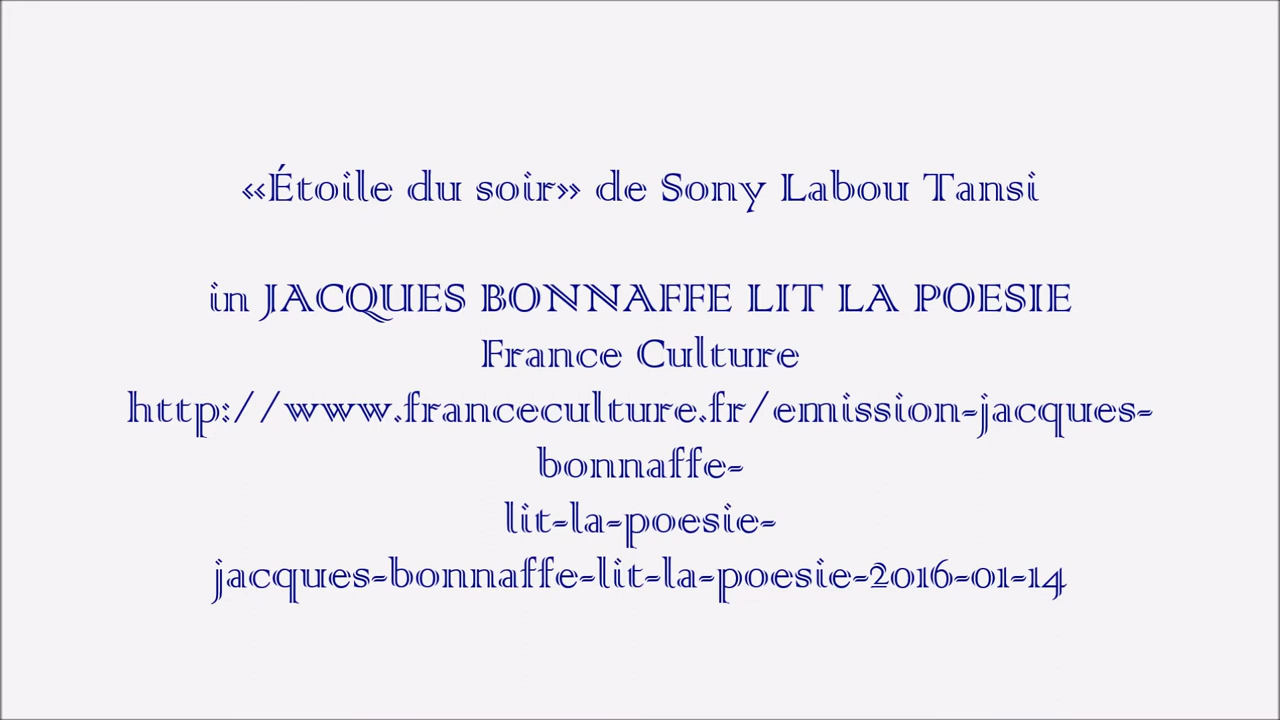 «Étoile du soir» de Sony Labou Tansi
in JACQUES BONNAFFE LIT LA POESIE
France Culture
http://www.franceculture.fr/emission-jacques-
bonnaffe-
lit-la-poesie-
jacques-bonnaffe-lit-la-poesie-2016-01-14